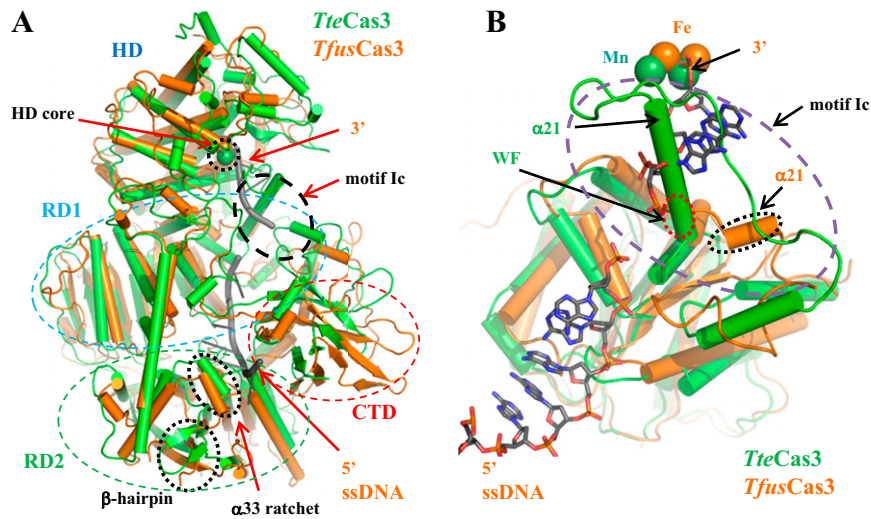 A
TteCas3
TfusCas3
HD
HD core
3’
motif Ic
RD1
CTD
RD2
β-hairpin
α33 ratchet
5’
ssDNA
B
Fe
Mn
3’
motif Ic
α21
WF
α21
5’
ssDNA
TteCas3
TfusCas3